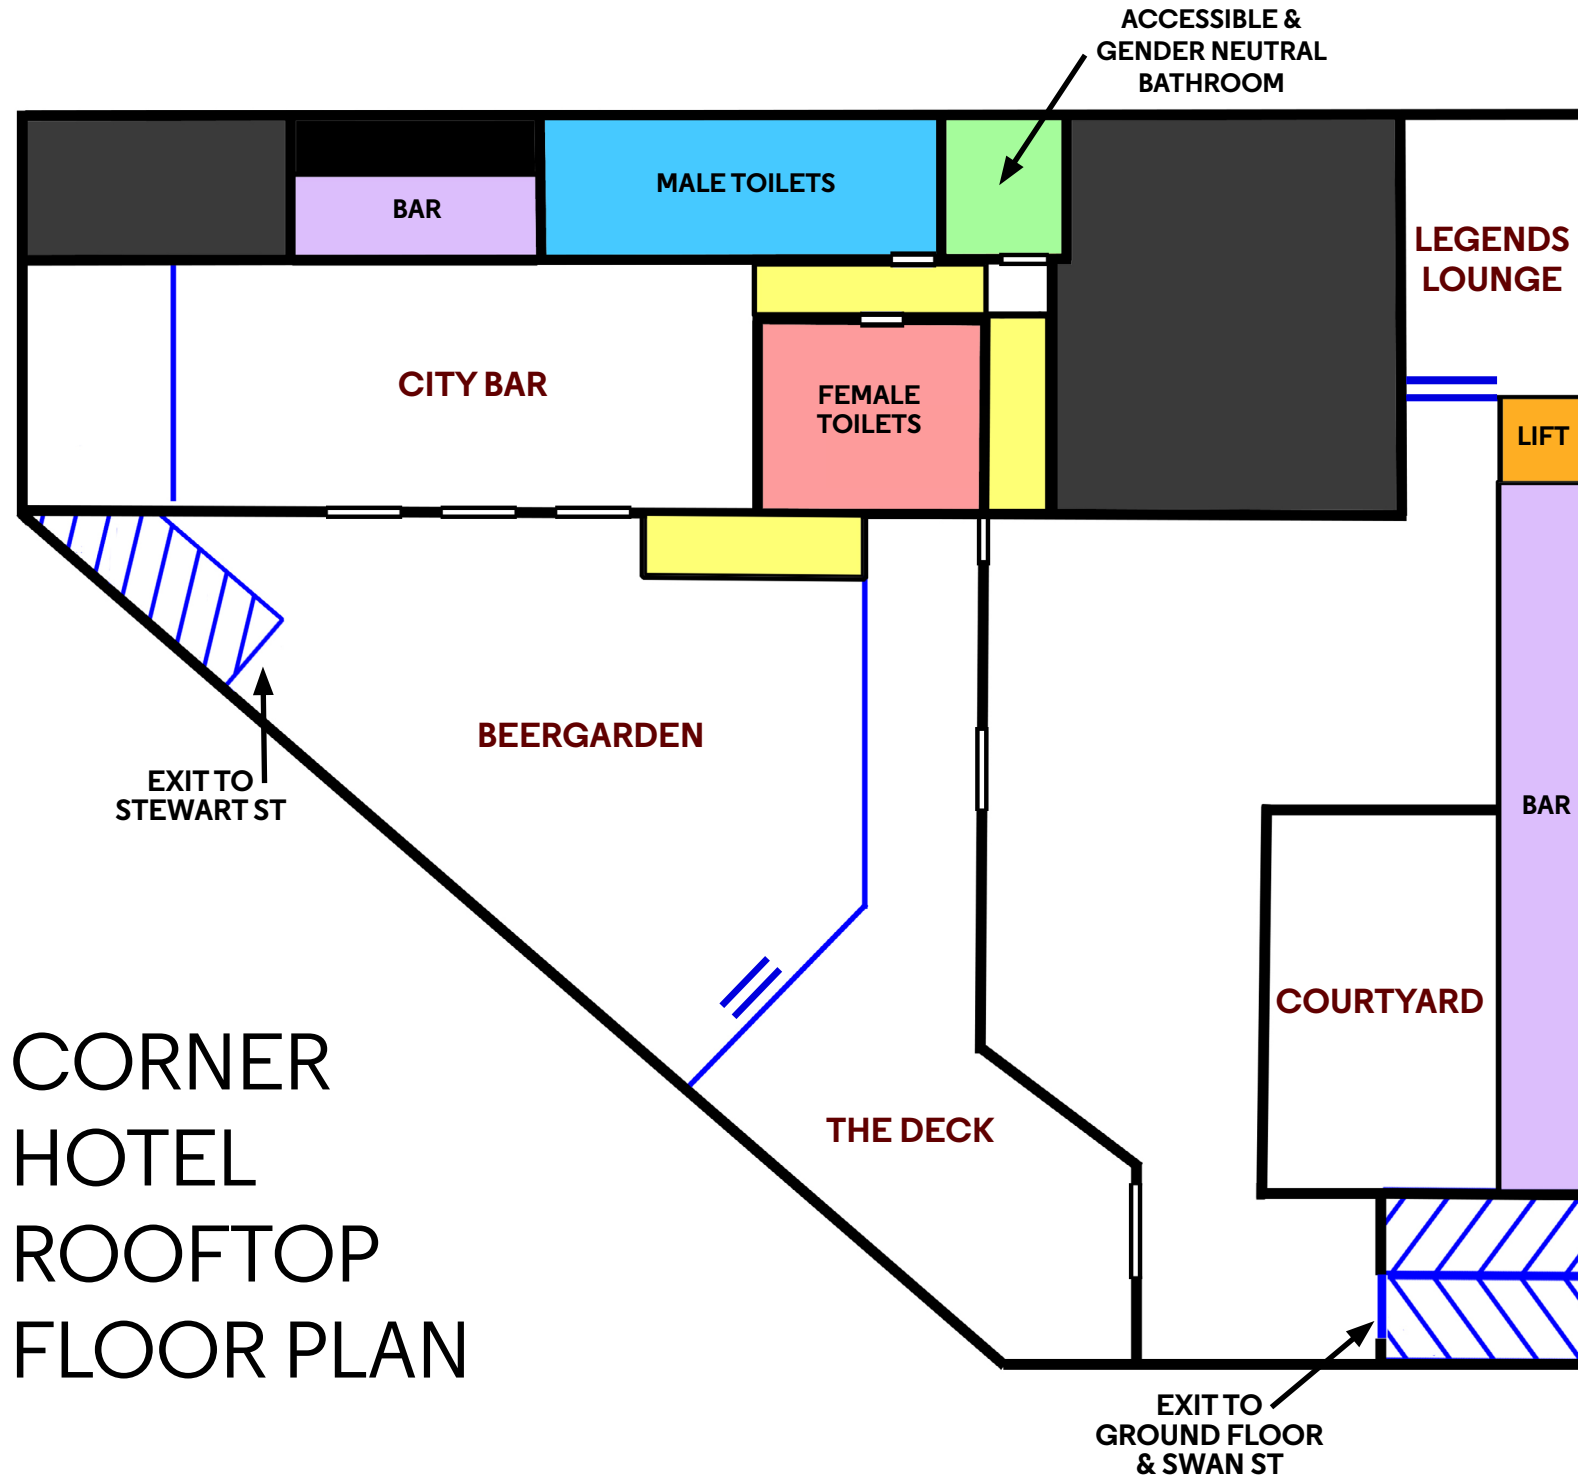 ACCESSIBLE &
GENDER NEUTRAL
BATHROOM
MALE TOILETS
BAR
LEGENDS
LOUNGE
CITY BAR
FEMALE
TOILETS
LIFT
BEERGARDEN
EXIT TO
STEWART ST
BAR
COURTYARD
THE DECK
CORNER
HOTEL
ROOFTOP
FLOOR PLAN
EXIT TO
GROUND FLOOR
& SWAN ST